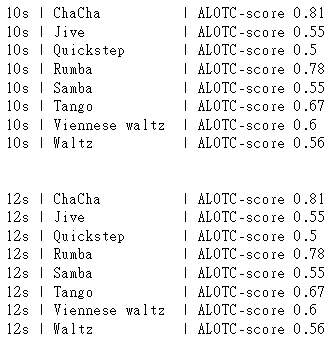 10s | ChaCha | ALOTC-score 0.81
10s | Jive | ALOTC-score 0.55
10s | Quickstep | ALOTC-score 0.5
10s | Rumba | ALOTC-score 0.78
10s | Samba | ALOTC-score 0.55
10s | Tango | ALOTC-score 0.67
10s | Viennese waltz | ALOTC-score 0.6
10s | Waltz | ALOTC-score 0.56
12s | ChaCha | ALOTC-score 0.81
12s | Jive | ALOTC-score 0.55
12s | Quickstep | ALOTC-score 0.5
12s | Rumba | ALOTC-score 0.78
12s | Samba | ALOTC-score 0.55
12s | Tango | ALOTC-score 0.67
12s | Viennese waltz | ALOTC-score 0.6
12s | Waltz | ALOTC-score 0.56